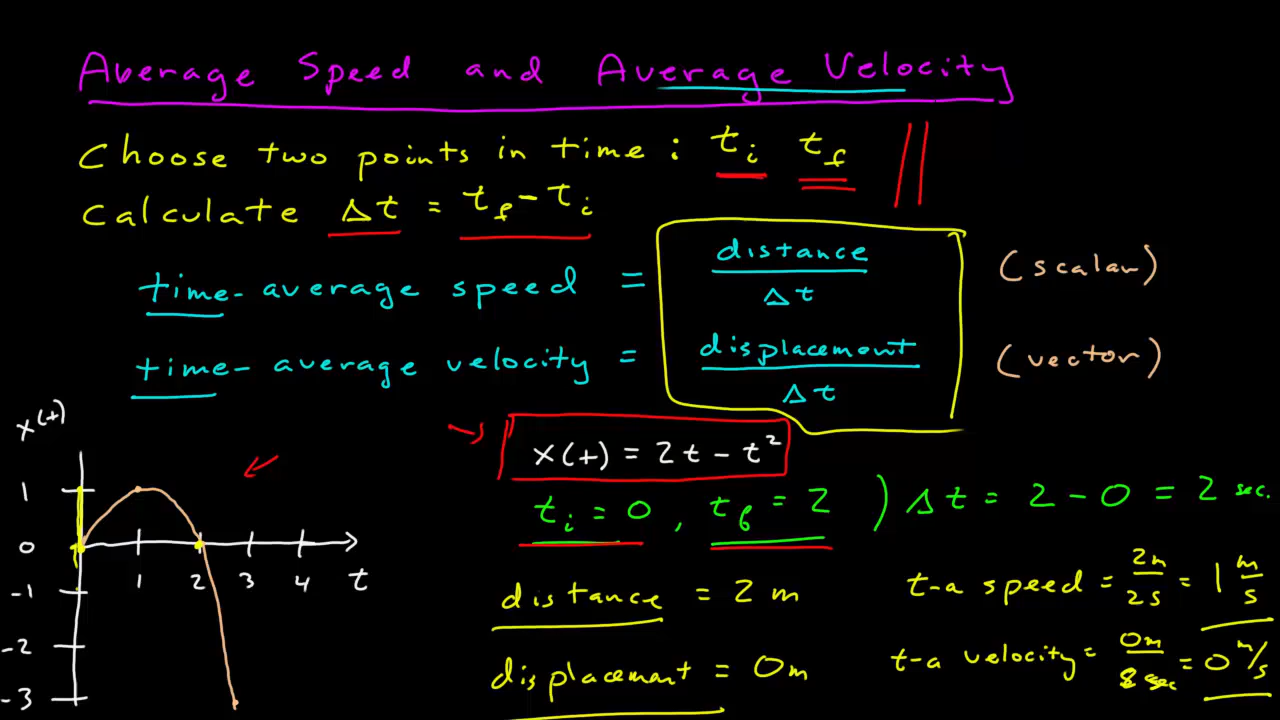 Average Speed and Average Velocity
Choose two points in time: tᵢ t_f
Calculate Δt = t_f - tᵢ
time-average speed = distance / Δt (scalar)
time-average velocity = displacement / Δt (vector)
x(t)
x(t) = 2t - t²
tᵢ = 0, t_f = 2 ) Δt = 2 - 0 = 2 sec.
distance = 2m
t-a speed = 2m / 2s = 1 m/s
displacement = 0m
t-a velocity = 0m / 2 sec = 0 m/s
1
0
-1
-2
-3
1 2 3 4 t